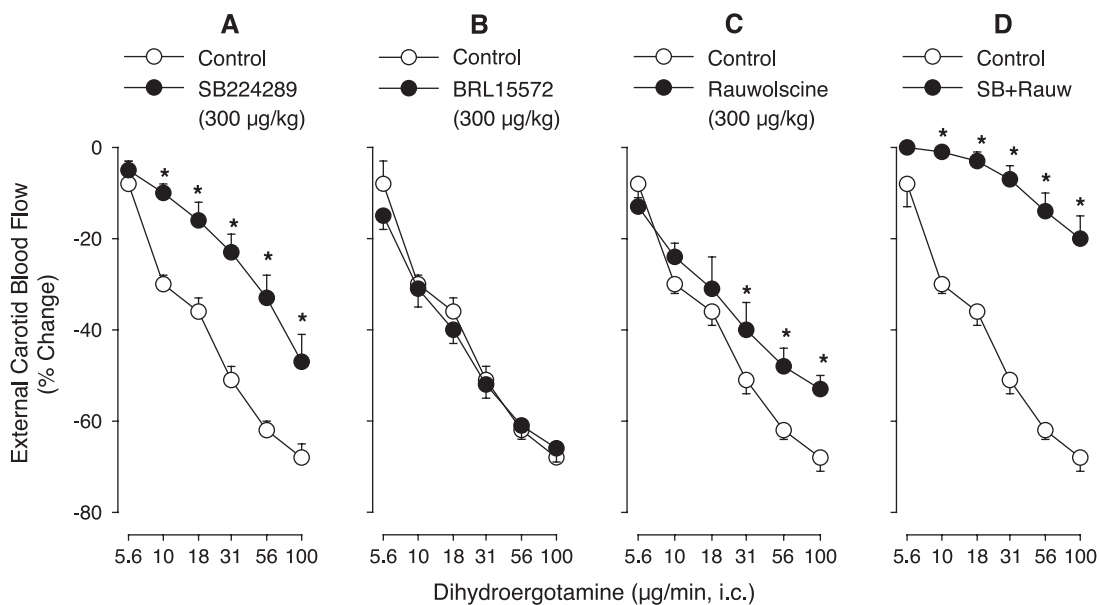 A
Control
SB224289
(300 µg/kg)
B
Control
BRL15572
(300 µg/kg)
C
Control
Rauwolscine
(300 µg/kg)
D
Control
SB+Rauw
External Carotid Blood Flow
(% Change)
0
-20
-40
-60
-80
* * * * *
* * *
* * * * *
5.6 10 18 31 56 100
5.6 10 18 31 56 100
5.6 10 18 31 56 100
5.6 10 18 31 56 100
Dihydroergotamine (µg/min, i.c.)